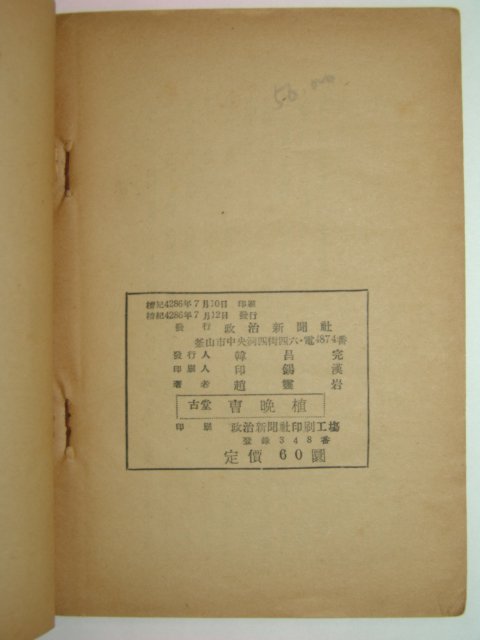 56,000
檀紀4286年7月10日 印刷
檀紀4286年7月12日 發行
發行 政治新聞社
釜山市中央洞四街四六・電4874番
發行人 韓昌完
印刷人 印錫漢
著者 趙靈岩
古堂 曺晩植
印刷 政治新聞社印刷工場
登錄348番
定價 60圜